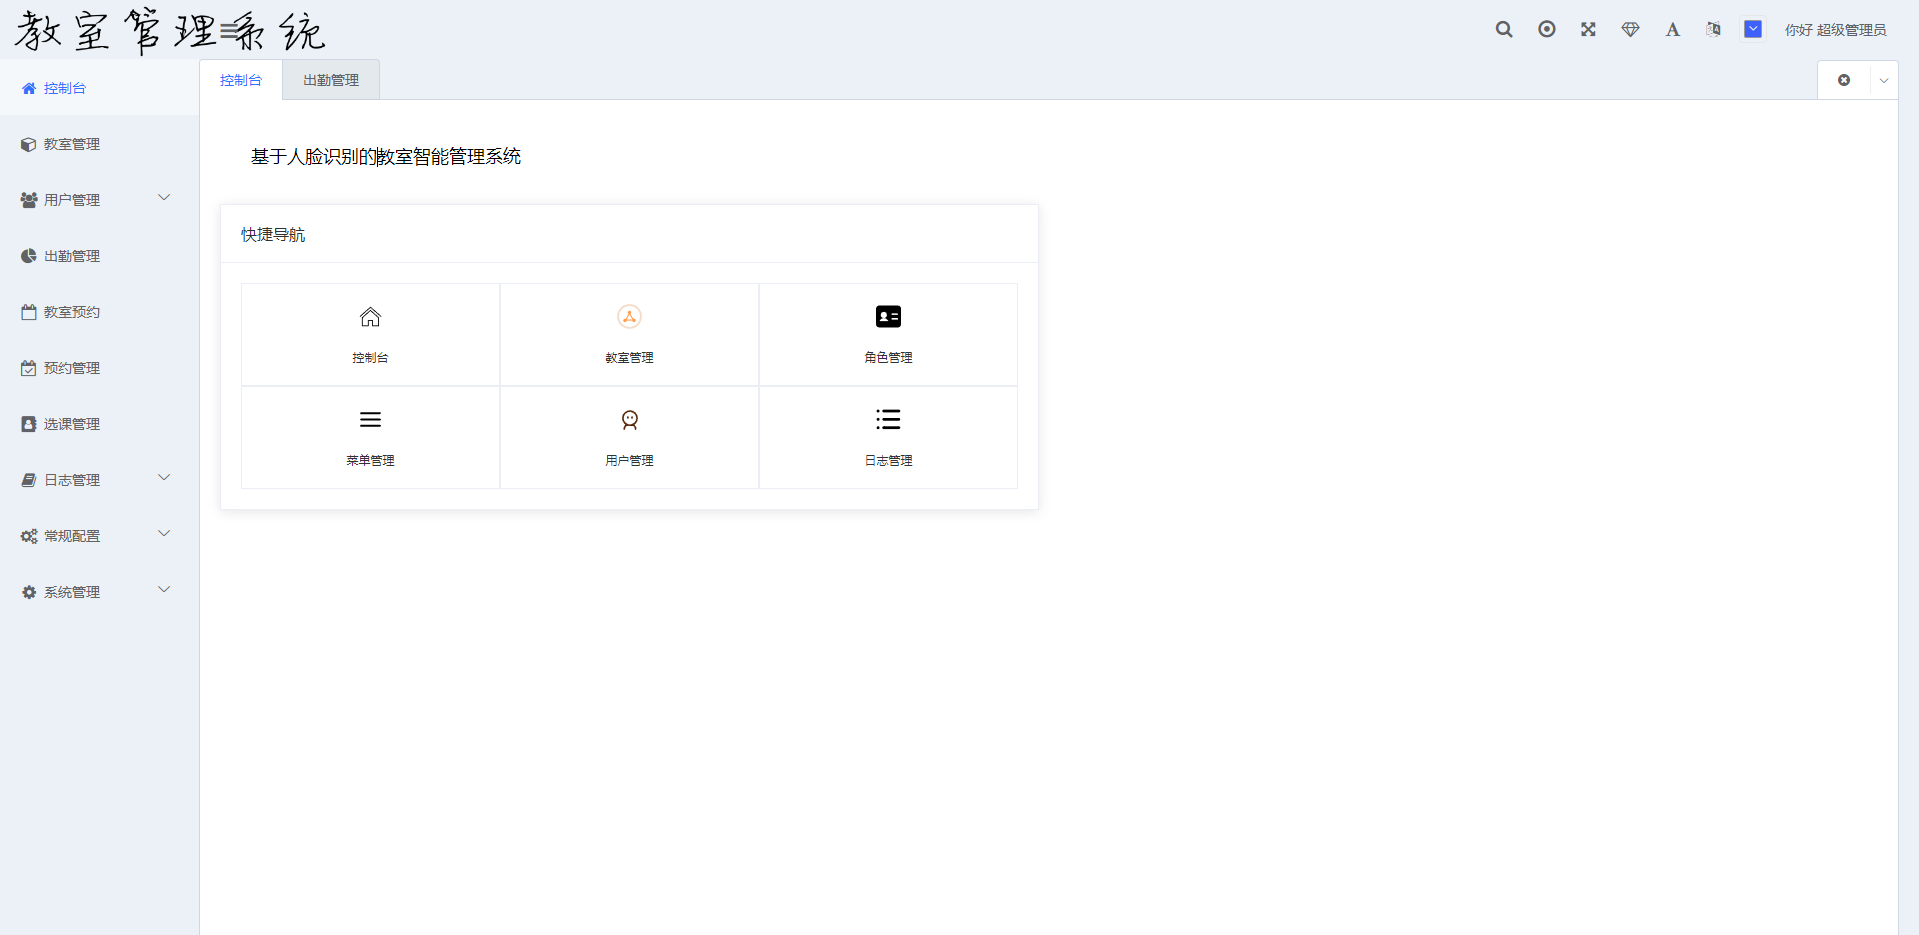 教室管理系统
A
你好 超级管理员
控制台
教室管理
用户管理
出勤管理
教室预约
预约管理
选课管理
日志管理
常规配置
系统管理
控制台
出勤管理
基于人脸识别的教室智能管理系统
快捷导航
控制台
教室管理
角色管理
菜单管理
用户管理
日志管理